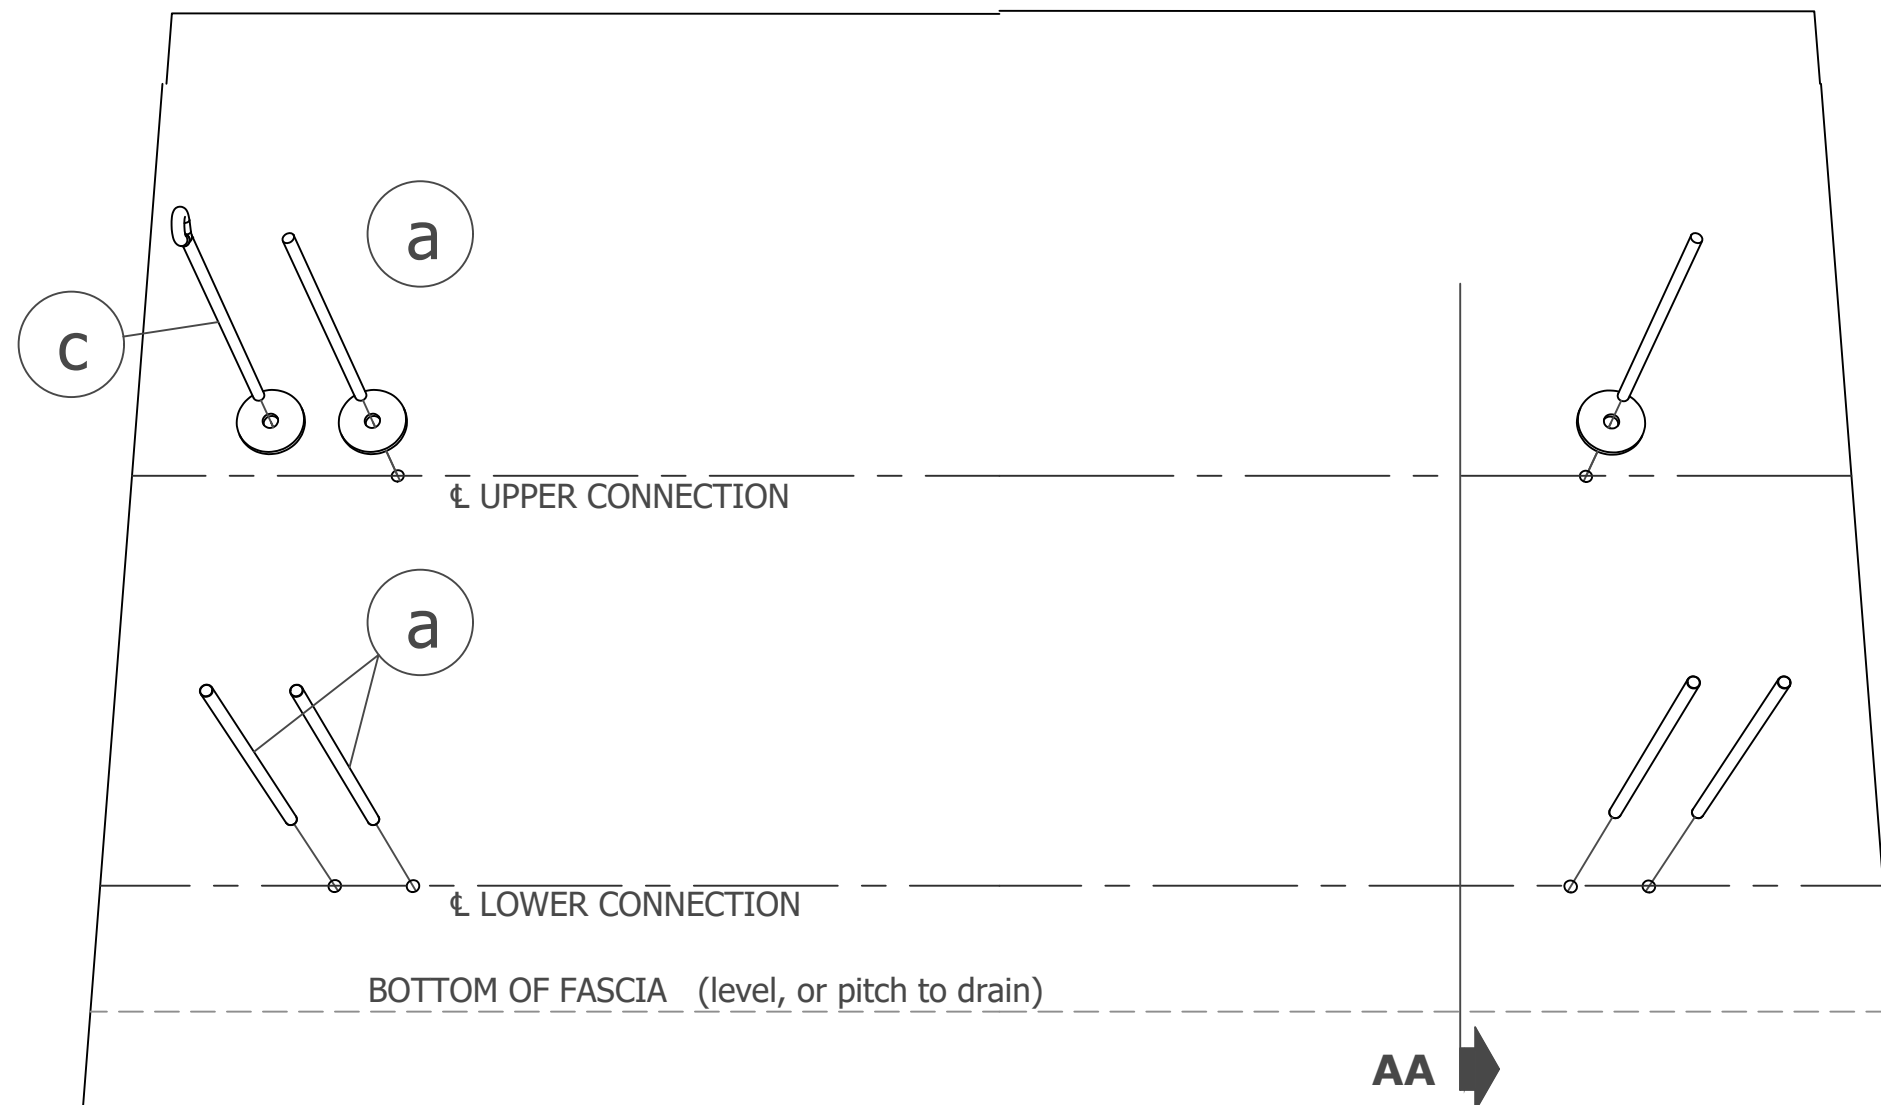 a
c
℄ UPPER CONNECTION
a
℄ LOWER CONNECTION
BOTTOM OF FASCIA (level, or pitch to drain)
AA